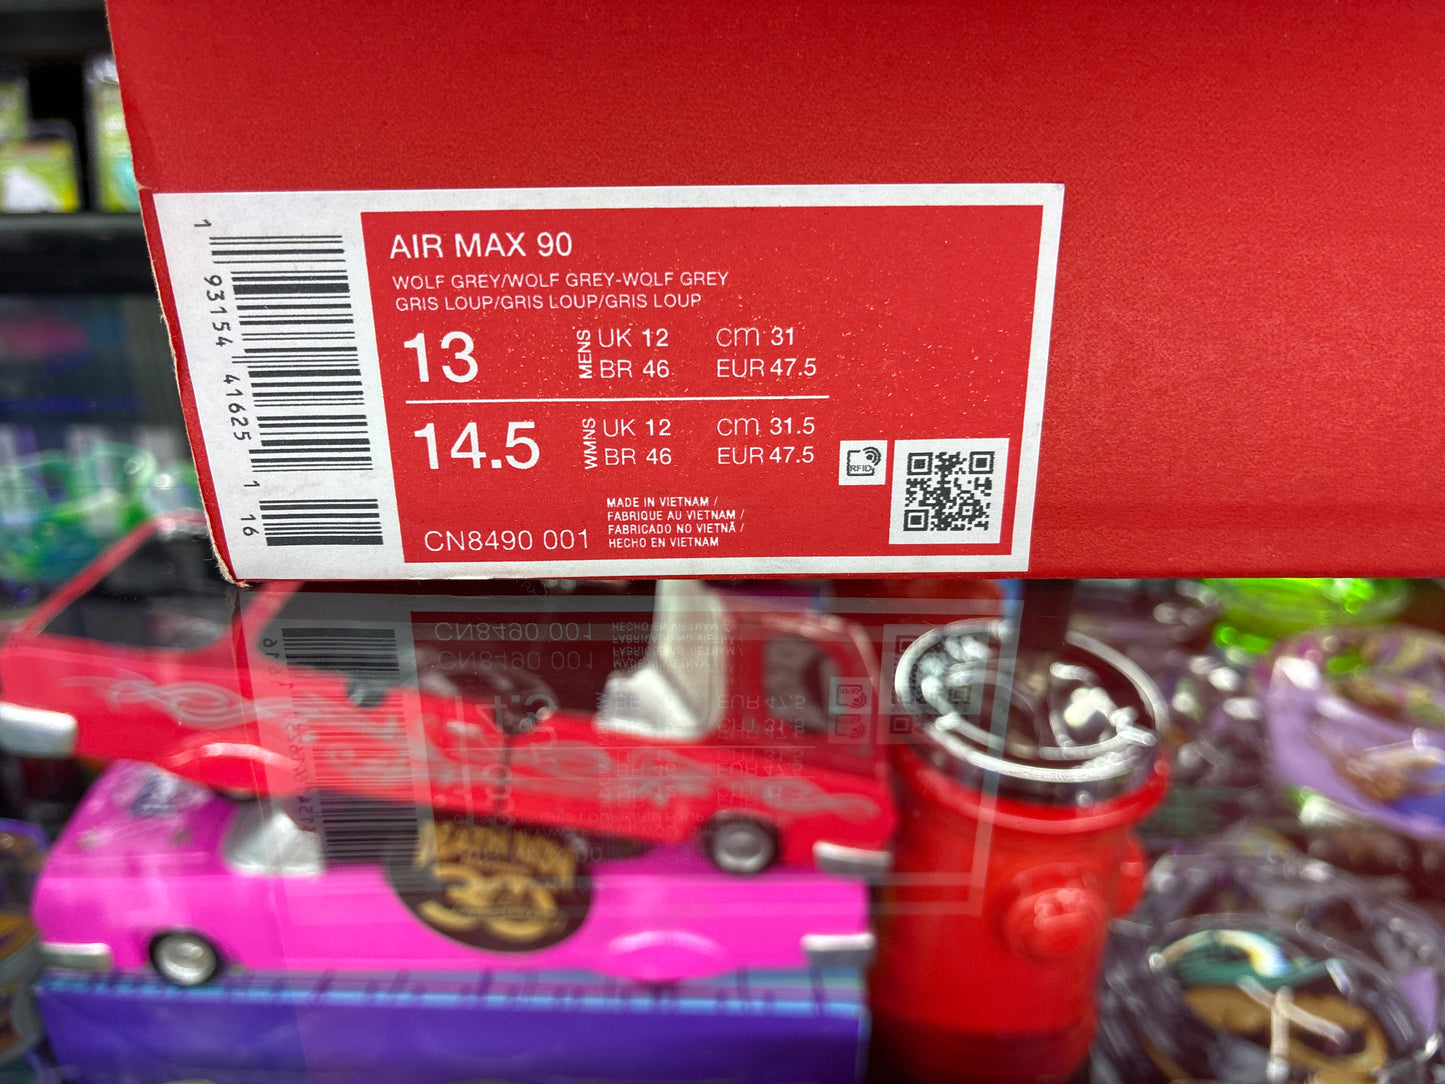 AIR MAX 90
WOLF GREY/WOLF GREY-WOLF GREY
GRIS LOUP/GRIS LOUP/GRIS LOUP
13
MENS
UK 12 cm 31
BR 46 EUR 47.5
14.5
WMNS
UK 12 cm 31.5
BR 46 EUR 47.5
CN8490 001
MADE IN VIETNAM /
FABRIQUE AU VIETNAM /
FABRICADO NO VIETNÃ /
HECHO EN VIETNAM
RFID
1 93154 41625 1 16